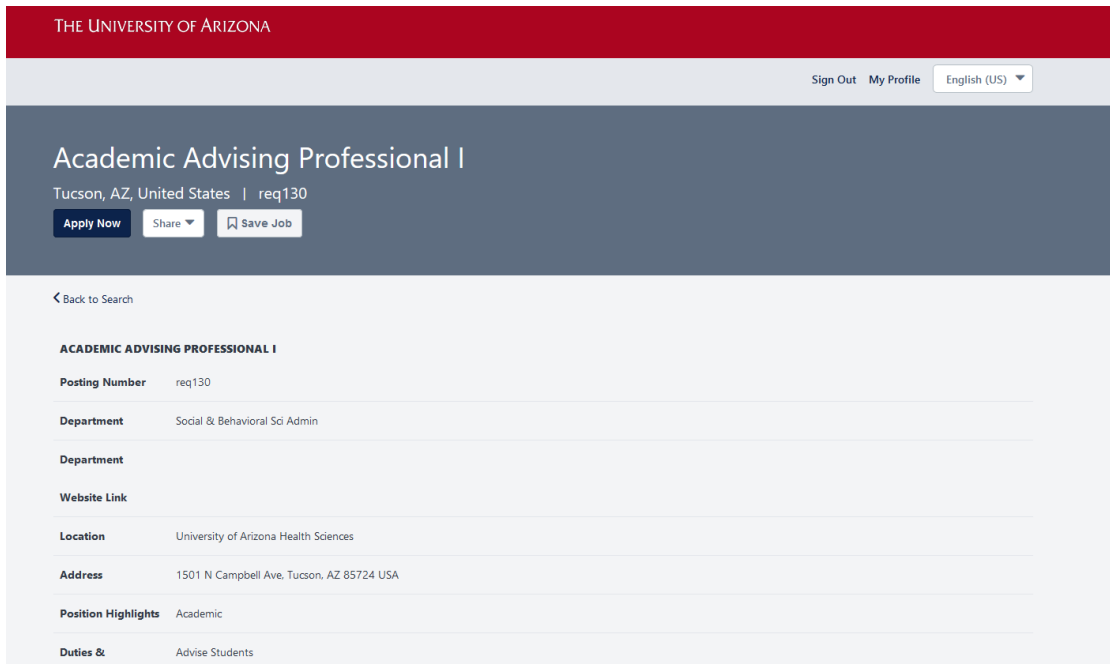 THE UNIVERSITY OF ARIZONA
Sign Out My Profile English (US)
Academic Advising Professional I
Tucson, AZ, United States | req130
Apply Now Share Save Job
Back to Search
ACADEMIC ADVISING PROFESSIONAL I
Posting Number req130
Department Social & Behavioral Sci Admin
Department
Website Link
Location University of Arizona Health Sciences
Address 1501 N Campbell Ave, Tucson, AZ 85724 USA
Position Highlights Academic
Duties & Advise Students